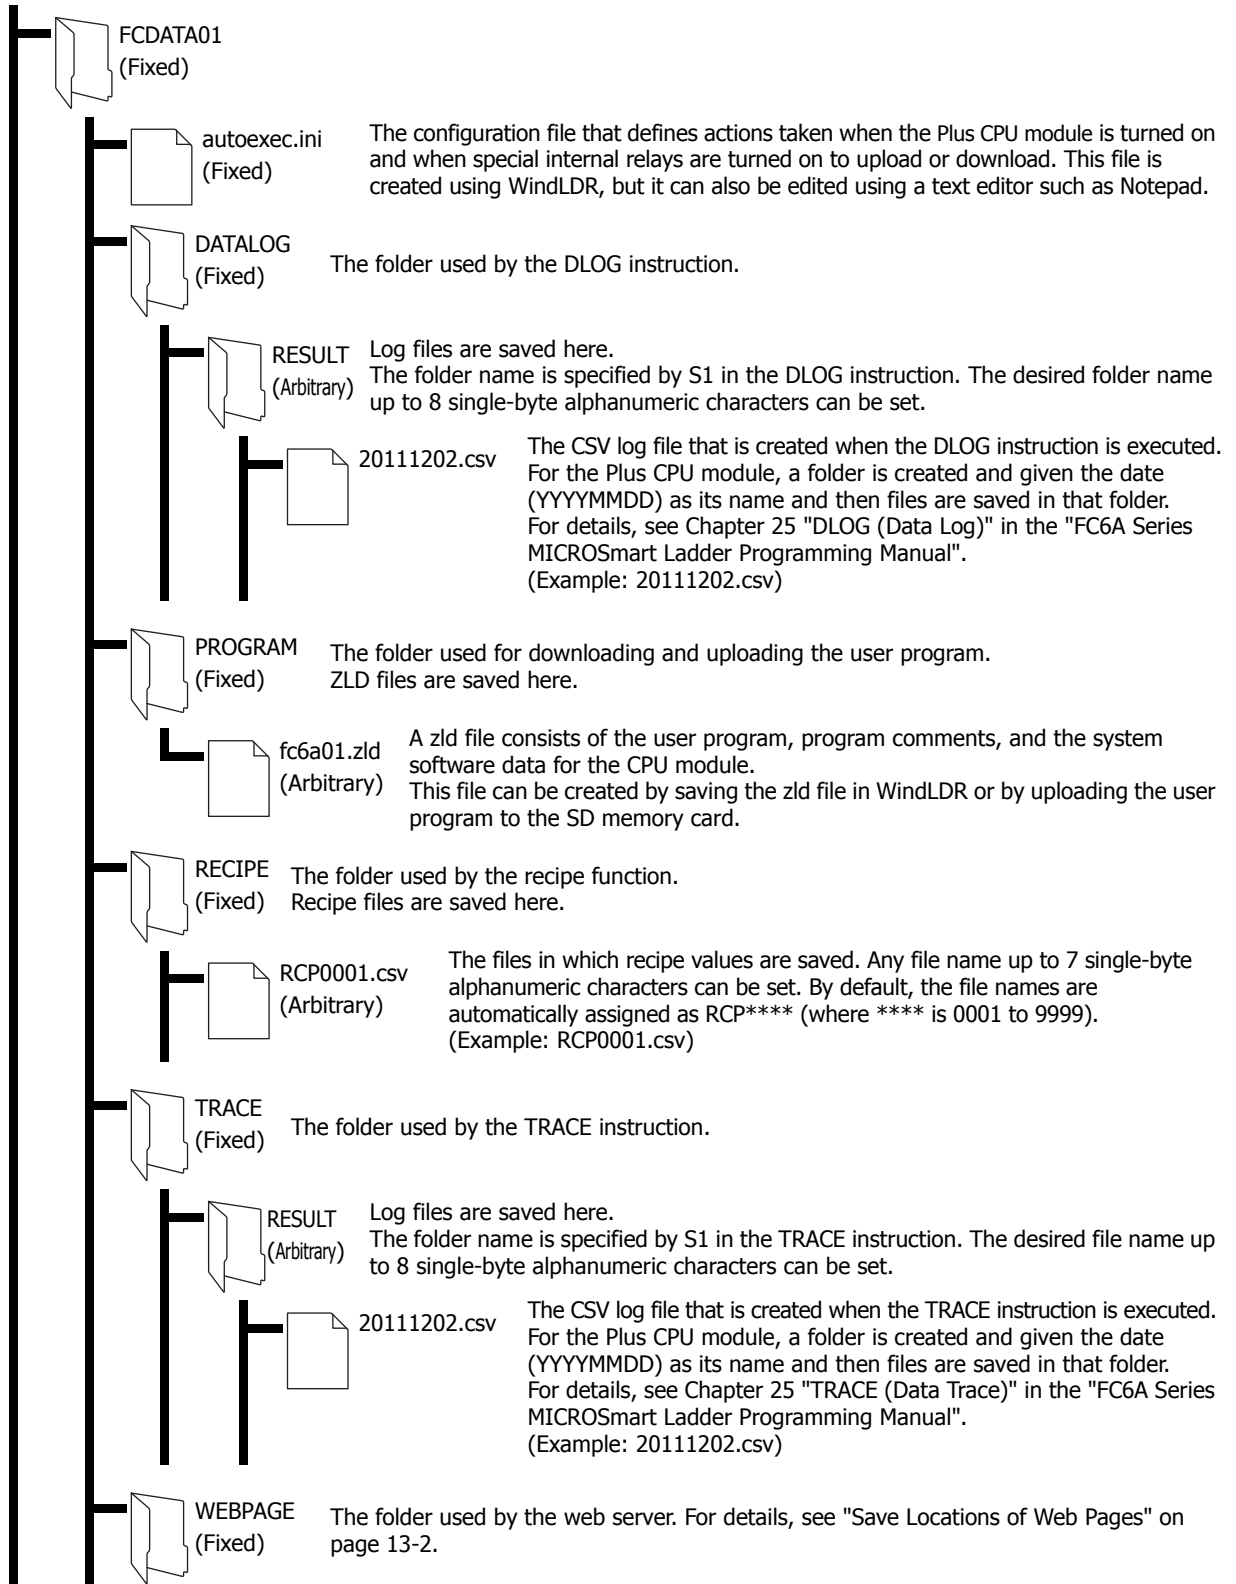 FCDATA01
(Fixed)
autoexec.ini
(Fixed)
The configuration file that defines actions taken when the Plus CPU module is turned on
and when special internal relays are turned on to upload or download. This file is
created using WindLDR, but it can also be edited using a text editor such as Notepad.
DATALOG
(Fixed)
The folder used by the DLOG instruction.
RESULT
(Arbitrary)
Log files are saved here.
The folder name is specified by S1 in the DLOG instruction. The desired folder name
up to 8 single-byte alphanumeric characters can be set.
20111202.csv
The CSV log file that is created when the DLOG instruction is executed.
For the Plus CPU module, a folder is created and given the date
(YYYYMMDD) as its name and then files are saved in that folder.
For details, see Chapter 25 "DLOG (Data Log)" in the "FC6A Series
MICROSmart Ladder Programming Manual".
(Example: 20111202.csv)
PROGRAM
(Fixed)
The folder used for downloading and uploading the user program.
ZLD files are saved here.
fc6a01.zld
(Arbitrary)
A zld file consists of the user program, program comments, and the system
software data for the CPU module.
This file can be created by saving the zld file in WindLDR or by uploading the user
program to the SD memory card.
RECIPE
(Fixed)
The folder used by the recipe function.
Recipe files are saved here.
RCP0001.csv
(Arbitrary)
The files in which recipe values are saved. Any file name up to 7 single-byte
alphanumeric characters can be set. By default, the file names are
automatically assigned as RCP**** (where **** is 0001 to 9999).
(Example: RCP0001.csv)
TRACE
(Fixed)
The folder used by the TRACE instruction.
RESULT
(Arbitrary)
Log files are saved here.
The folder name is specified by S1 in the TRACE instruction. The desired file name up
to 8 single-byte alphanumeric characters can be set.
20111202.csv
The CSV log file that is created when the TRACE instruction is executed.
For the Plus CPU module, a folder is created and given the date
(YYYYMMDD) as its name and then files are saved in that folder.
For details, see Chapter 25 "TRACE (Data Trace)" in the "FC6A Series
MICROSmart Ladder Programming Manual".
(Example: 20111202.csv)
WEBPAGE
(Fixed)
The folder used by the web server. For details, see "Save Locations of Web Pages" on
page 13-2.